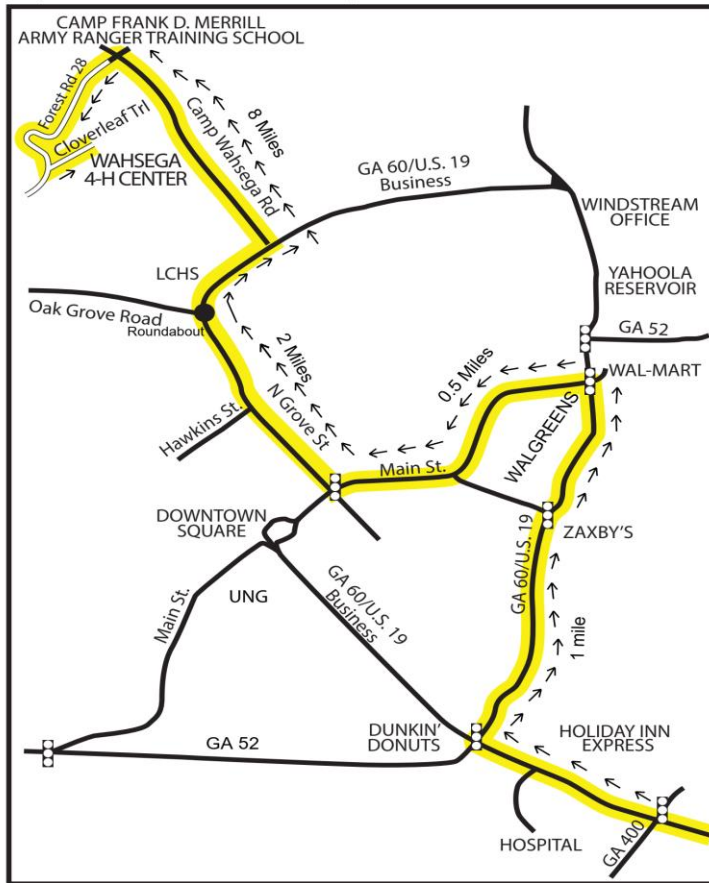 CAMP FRANK D. MERRILL
ARMY RANGER TRAINING SCHOOL
Forest Rd 28
Cloverleaf Trl
WAHSEGA
4-H CENTER
Camp Wahsega Rd
8 Miles
GA 60/U.S. 19
Business
WINDSTREAM
OFFICE
LCHS
YAHOOLA
RESERVOIR
Oak Grove Road
Roundabout
GA 52
2 Miles
0.5 Miles
WAL-MART
N Grove St
Hawkins St.
WALGREENS
Main St.
DOWNTOWN
SQUARE
ZAXBY'S
GA 60/U.S. 19
GA 60/U.S. 19
Business
Main St.
UNG
1 mile
GA 52
DUNKIN'
DONUTS
HOLIDAY INN
EXPRESS
HOSPITAL
GA 400